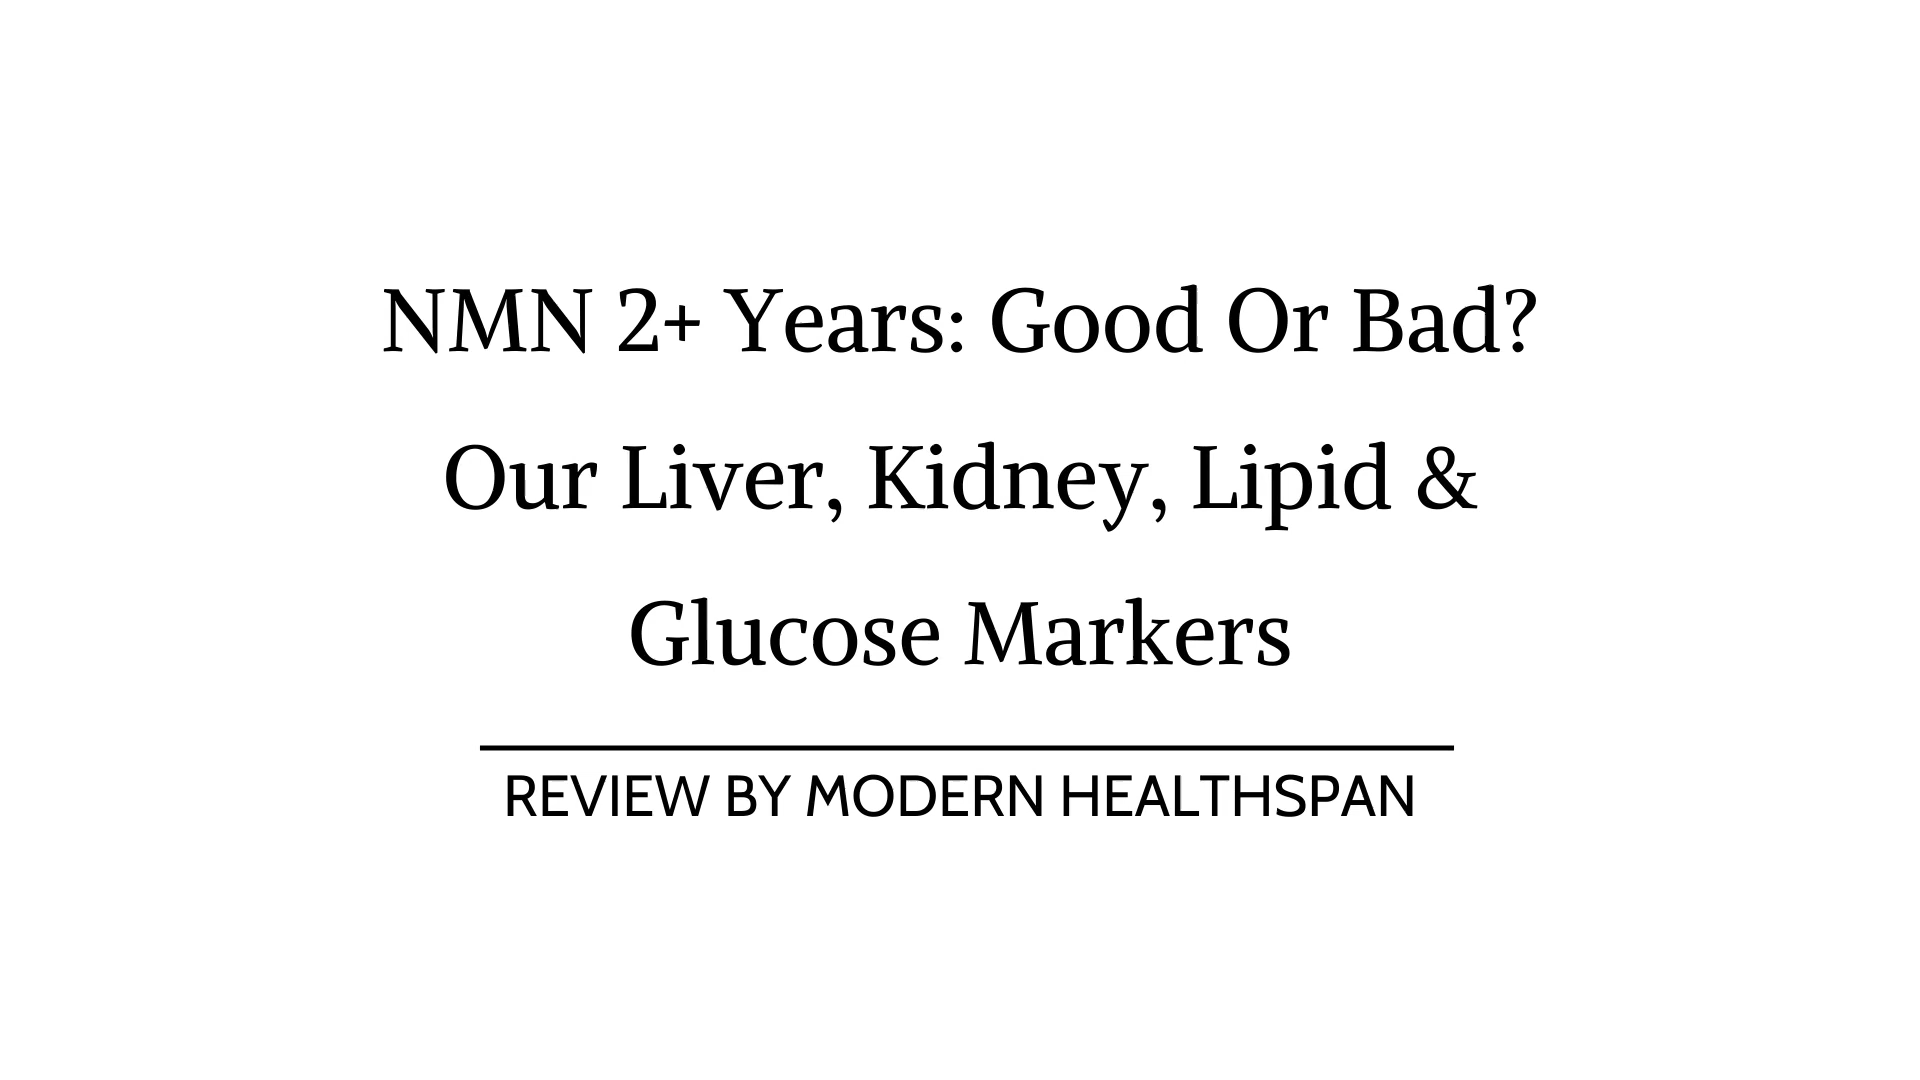 NMN 2+ Years: Good Or Bad?
Our Liver, Kidney, Lipid &
Glucose Markers
REVIEW BY MODERN HEALTHSPAN